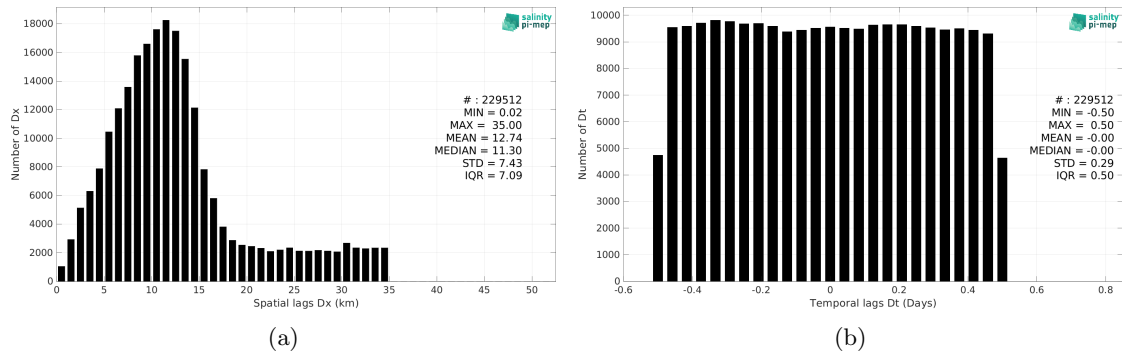 18000
16000
14000
12000
10000
8000
6000
4000
2000
0
Number of Dx
salinity
pi-mep
# : 229512
MIN = 0.02
MAX = 35.00
MEAN = 12.74
MEDIAN = 11.30
STD = 7.43
IQR = 7.09
0 5 10 15 20 25 30 35 40 45 50
Spatial lags Dx (km)
(a)
10000
9000
8000
7000
6000
5000
4000
3000
2000
1000
0
Number of Dt
salinity
pi-mep
# : 229512
MIN = -0.50
MAX = 0.50
MEAN = -0.00
MEDIAN = -0.00
STD = 0.29
IQR = 0.50
-0.6 -0.4 -0.2 0 0.2 0.4 0.6 0.8
Temporal lags Dt (Days)
(b)